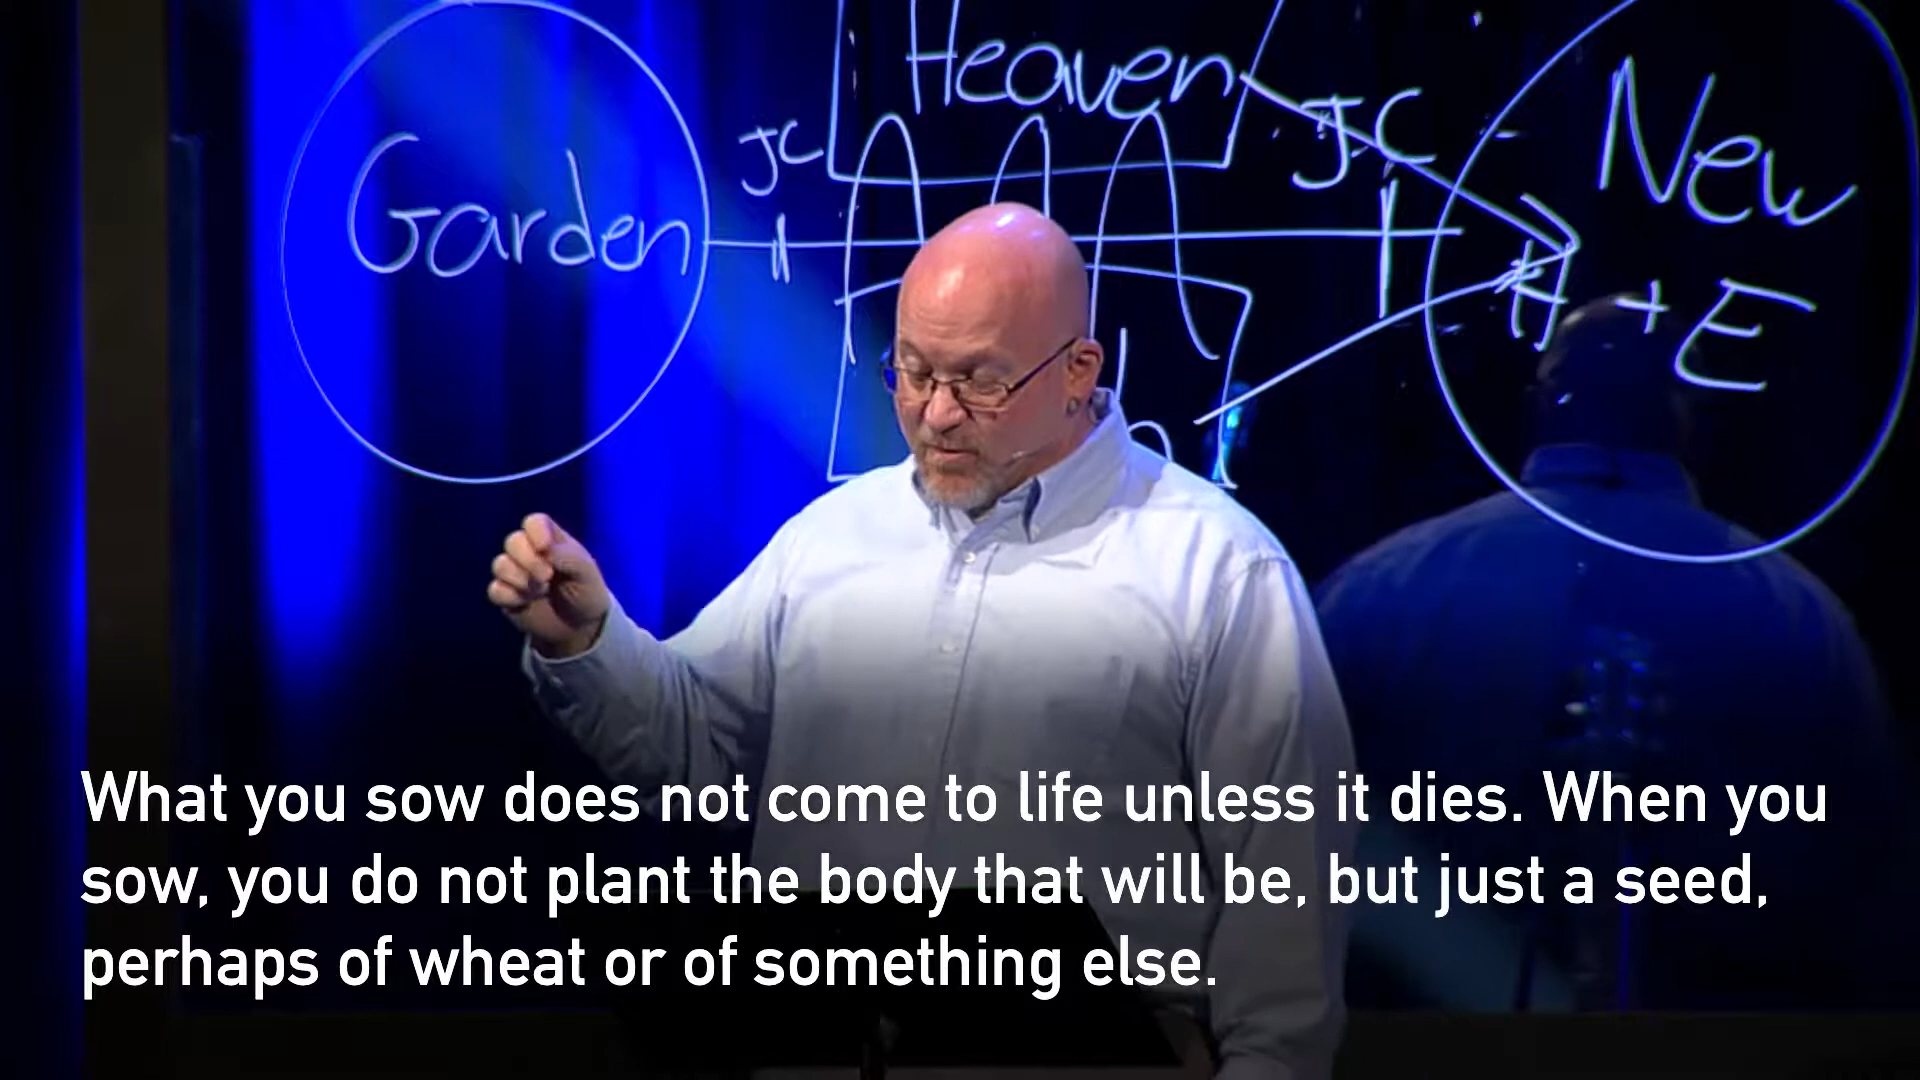 Heaven
JC
JC
New
Garden
H + E
What you sow does not come to life unless it dies. When you
sow, you do not plant the body that will be, but just a seed,
perhaps of wheat or of something else.